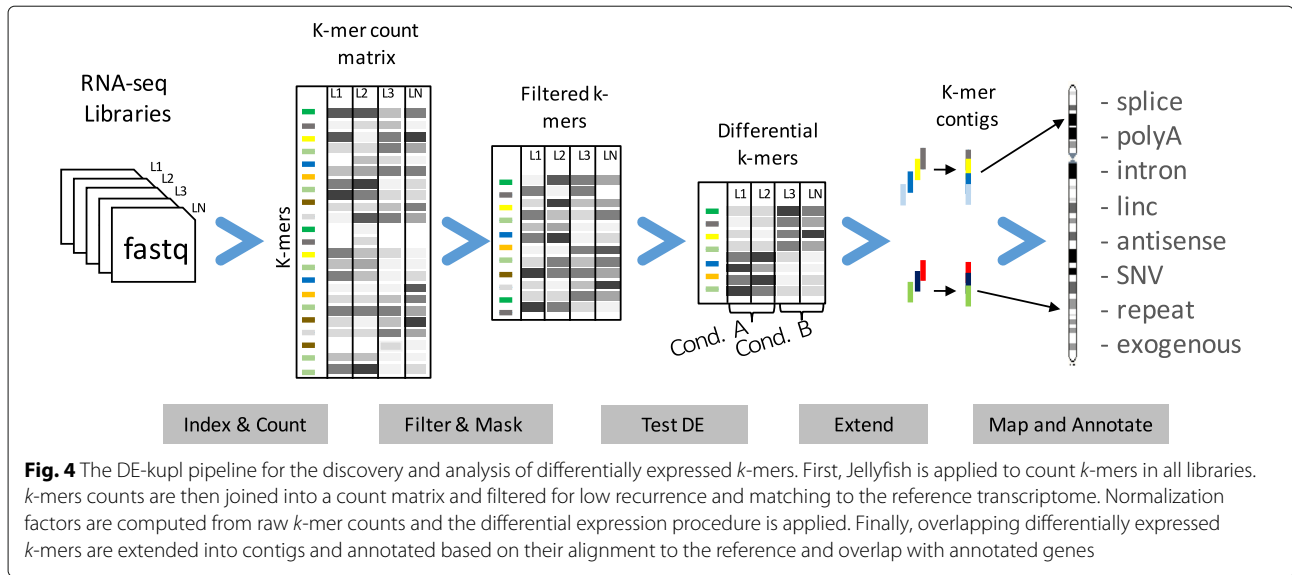 RNA-seq
Libraries
L1
L2
L3
LN
fastq
K-mer count
matrix
K-mers
L1 L2 L3 LN
Filtered k-
mers
L1 L2 L3 LN
Differential
k-mers
L1 L2 L3 LN
Cond. A
Cond. B
K-mer
contigs
- splice
- polyA
- intron
- linc
- antisense
- SNV
- repeat
- exogenous
Index & Count
Filter & Mask
Test DE
Extend
Map and Annotate
Fig. 4 The DE-kupl pipeline for the discovery and analysis of differentially expressed k-mers. First, Jellyfish is applied to count k-mers in all libraries.
k-mers counts are then joined into a count matrix and filtered for low recurrence and matching to the reference transcriptome. Normalization
factors are computed from raw k-mer counts and the differential expression procedure is applied. Finally, overlapping differentially expressed
k-mers are extended into contigs and annotated based on their alignment to the reference and overlap with annotated genes